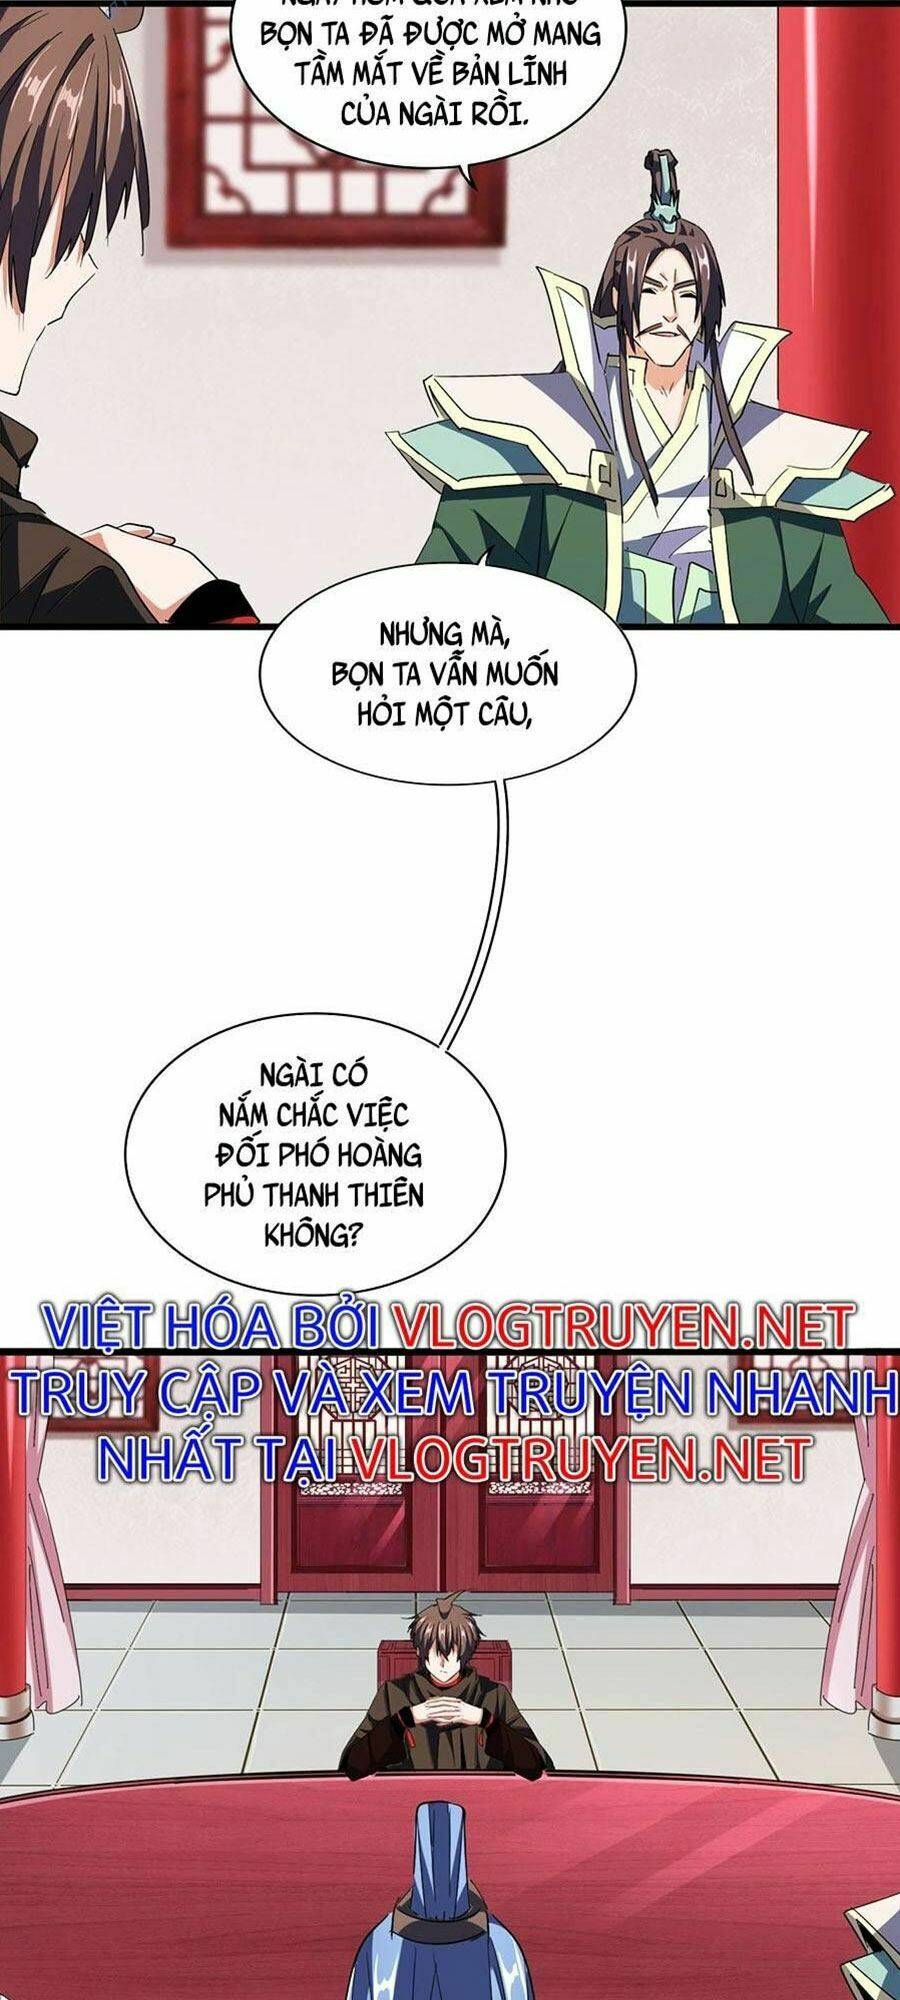 BỌN TA ĐÃ ĐƯỢC MỞ MANG
TẦM MẮT VỀ BẢN LĨNH
CỦA NGÀI RỒI.
NHƯNG MÀ,
BỌN TA VẪN MUỐN
HỎI MỘT CÂU,
NGÀI CÓ
NẮM CHẮC VIỆC
ĐỐI PHÓ HOÀNG
PHỦ THANH THIÊN
KHÔNG?
VIỆT HÓA BỞI VLOGTRUYEN.NET
TRUY CẬP VÀ XEM TRUYỆN NHANH
NHẤT TẠI VLOGTRUYEN.NET